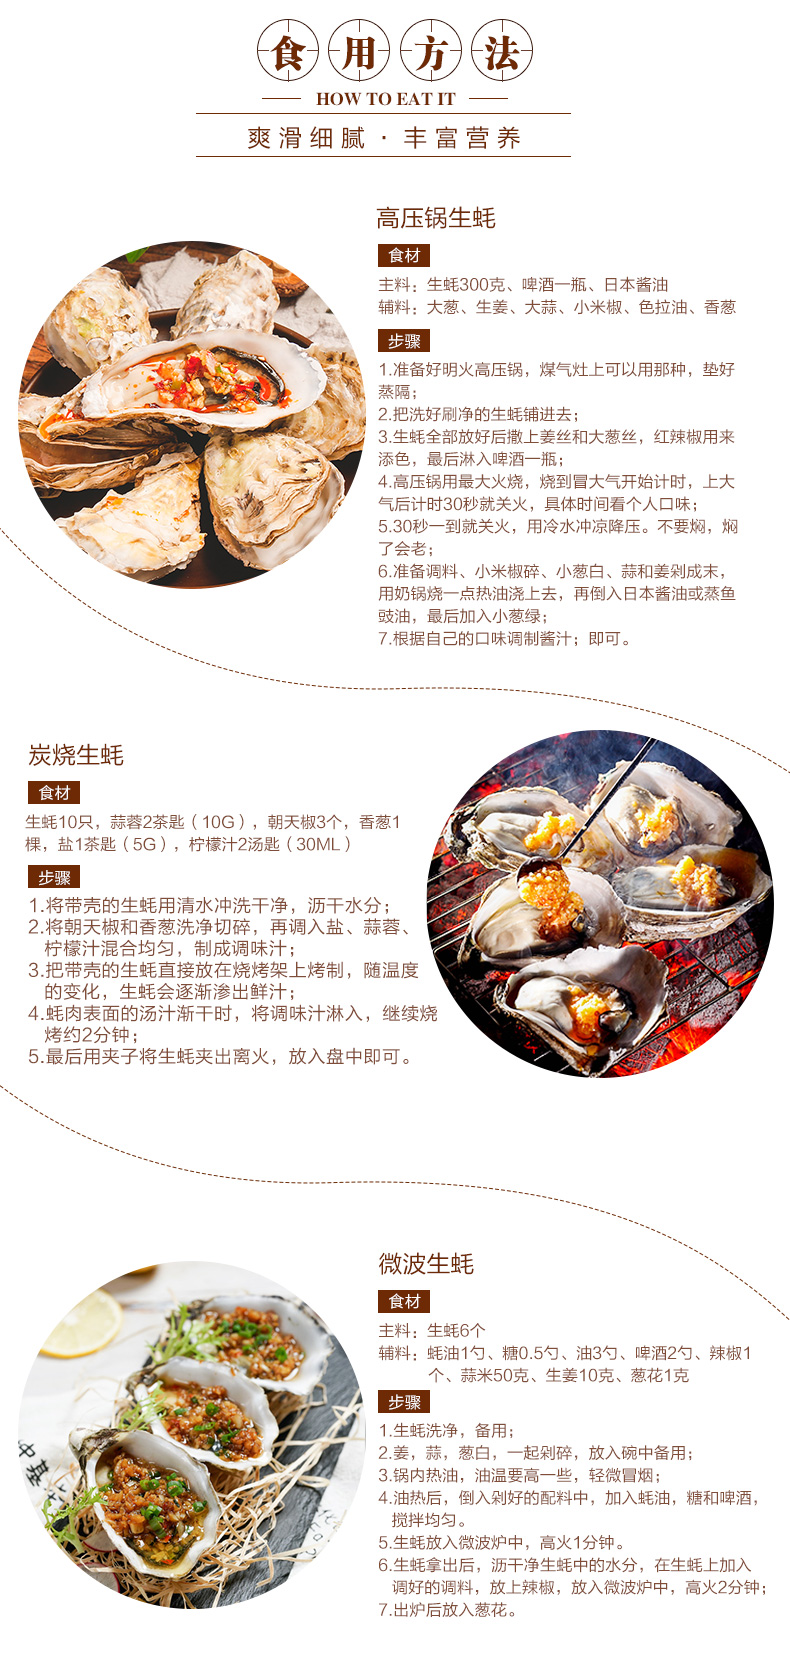 食用方法
HOW TO EAT IT
爽滑细腻·丰富营养
高压锅生蚝
食材
主料：生蚝300克、啤酒一瓶、日本酱油
辅料：大葱、生姜、大蒜、小米椒、色拉油、香葱
步骤
1.准备好明火高压锅，煤气灶上可以用那种，垫好
蒸隔；
2.把洗好刷净的生蚝铺进去；
3.生蚝全部放好后撒上姜丝和大葱丝，红辣椒用来
添色，最后淋入啤酒一瓶；
4.高压锅用最大火烧，烧到冒大气开始计时，上大
气后计时30秒就关火，具体时间看个人口味；
5.30秒一到就关火，用冷水冲凉降压。不要焖，焖
了会老；
6.准备调料、小米椒碎、小葱白、蒜和姜剁成末，
用奶锅烧一点热油浇上去，再倒入日本酱油或蒸鱼
豉油，最后加入小葱绿；
7.根据自己的口味调制酱汁；即可。
炭烧生蚝
食材
生蚝10只，蒜蓉2茶匙（10G），朝天椒3个，香葱1
棵，盐1茶匙（5G），柠檬汁2汤匙（30ML）
步骤
1.将带壳的生蚝用清水冲洗干净，沥干水分；
2.将朝天椒和香葱洗净切碎，再调入盐、蒜蓉、
柠檬汁混合均匀，制成调味汁；
3.把带壳的生蚝直接放在烧烤架上烤制，随温度
的变化，生蚝会逐渐渗出鲜汁；
4.蚝肉表面的汤汁渐干时，将调味汁淋入，继续烧
烤约2分钟；
5.最后用夹子将生蚝夹出离火，放入盘中即可。
微波生蚝
食材
主料：生蚝6个
辅料：蚝油1勺、糖0.5勺、油3勺、啤酒2勺、辣椒1
个、蒜米50克、生姜10克、葱花1克
步骤
1.生蚝洗净，备用；
2.姜，蒜，葱白，一起剁碎，放入碗中备用；
3.锅内热油，油温要高一些，轻微冒烟；
4.油热后，倒入剁好的配料中，加入蚝油，糖和啤酒，
搅拌均匀。
5.生蚝放入微波炉中，高火1分钟。
6.生蚝拿出后，沥干净生蚝中的水分，在生蚝上加入
调好的调料，放上辣椒，放入微波炉中，高火2分钟；
7.出炉后放入葱花。